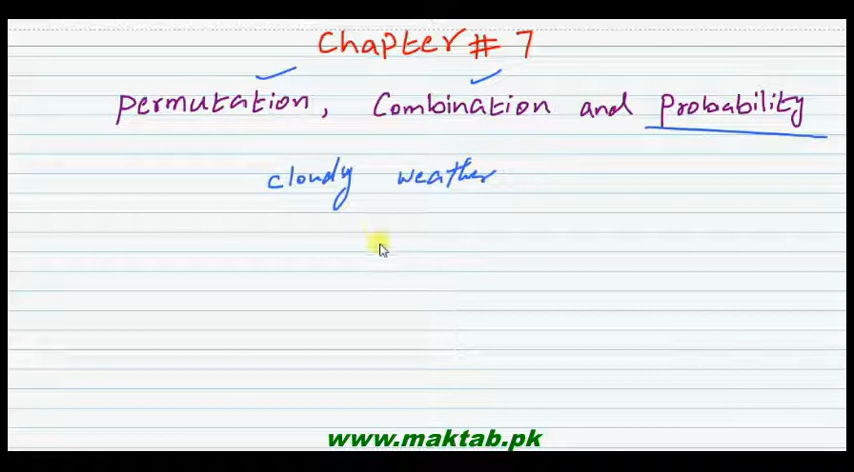 Chapter # 7
Permutation, Combination and Probability
cloudy weather
www.maktab.pk